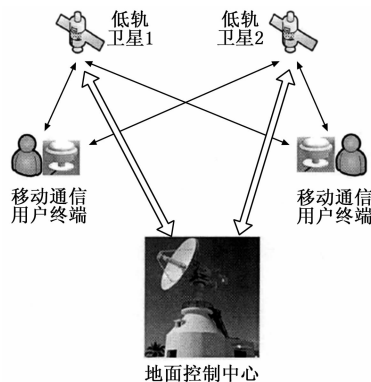 低轨
卫星1
低轨
卫星2
移动通信
用户终端
移动通信
用户终端
地面控制中心